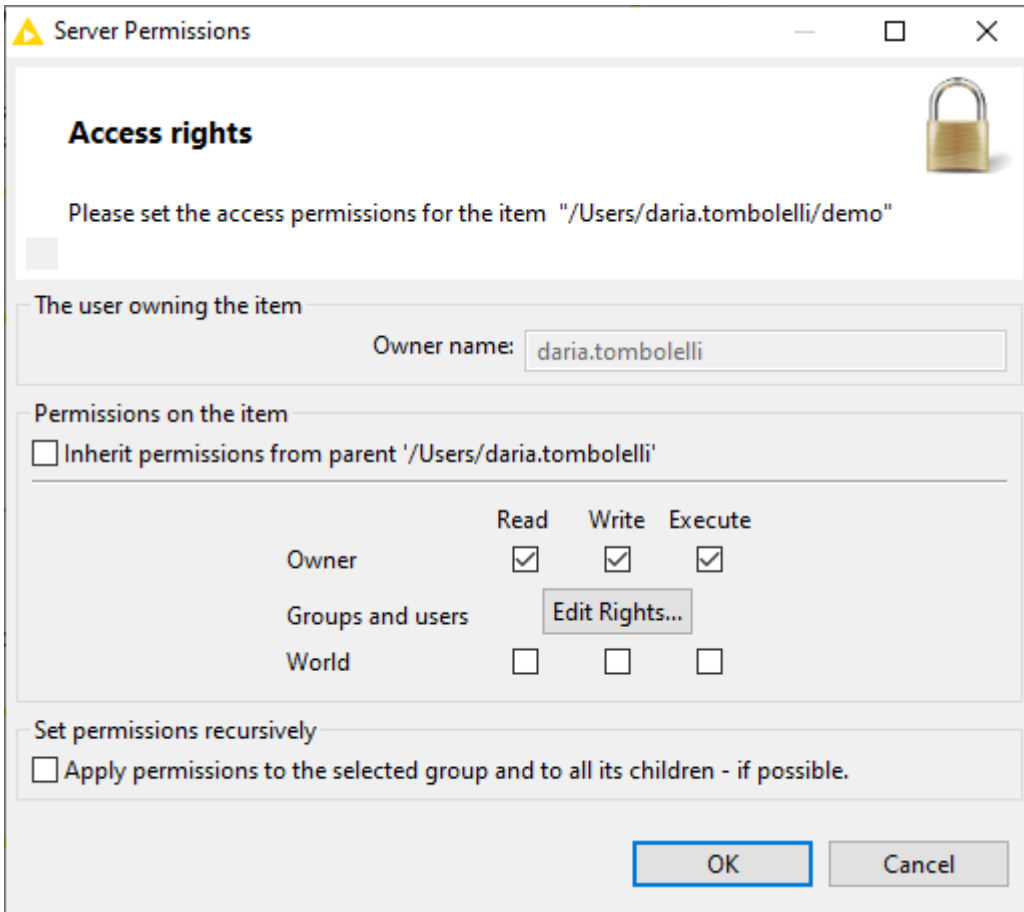 Server Permissions
Access rights
Please set the access permissions for the item  "/Users/daria.tombolelli/demo"
The user owning the item
Owner name: daria.tombolelli
Permissions on the item
Inherit permissions from parent '/Users/daria.tombolelli'
Read Write Execute
Owner
Groups and users Edit Rights...
World
Set permissions recursively
Apply permissions to the selected group and to all its children - if possible.
OK Cancel